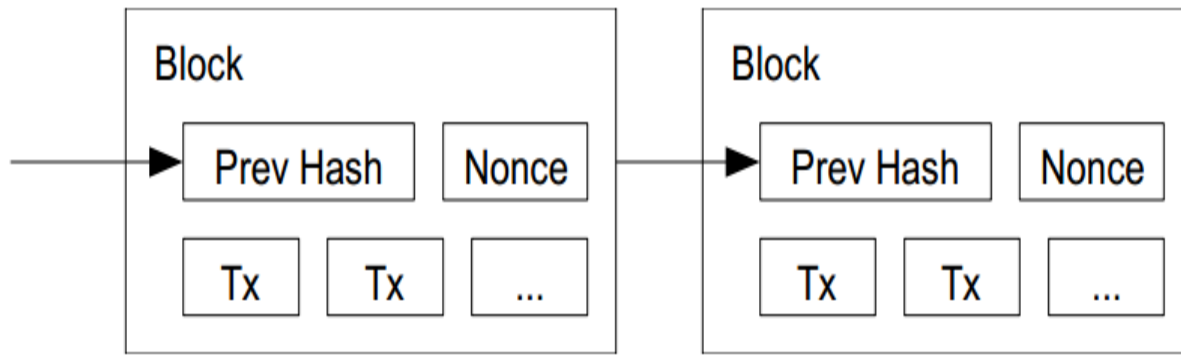 Block
Prev Hash Nonce
Tx Tx ...
Block
Prev Hash Nonce
Tx Tx ...